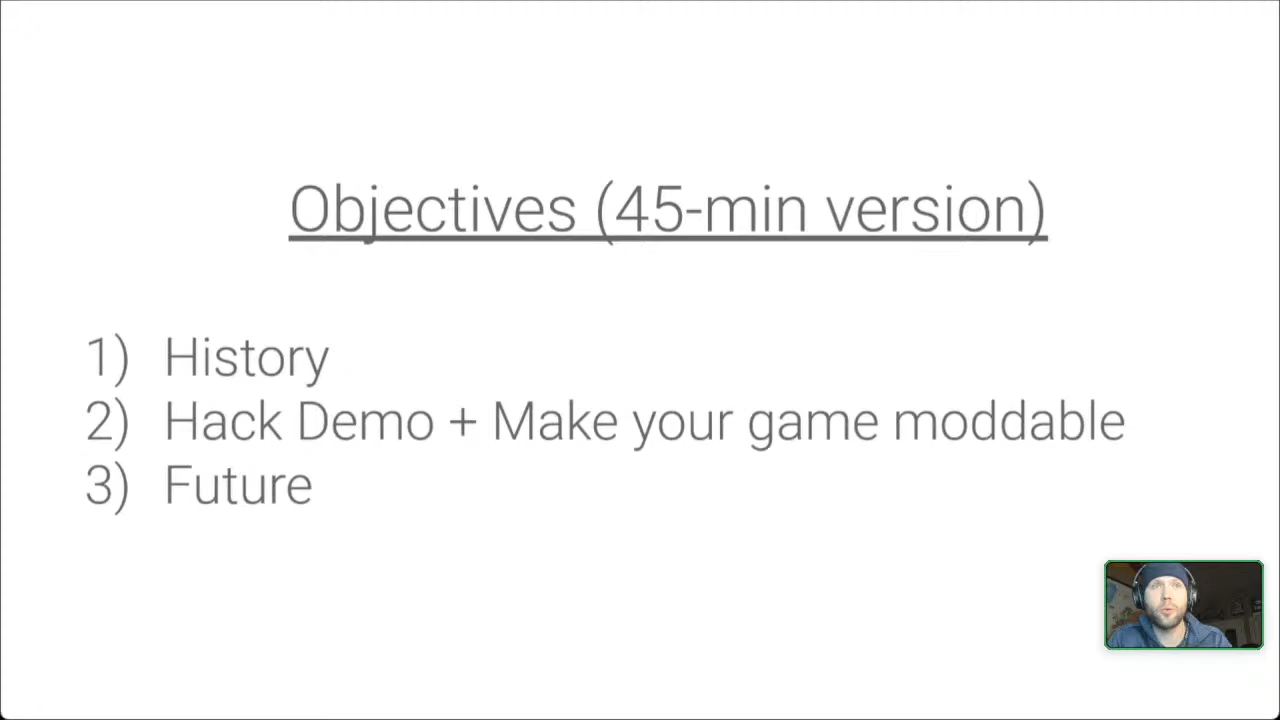 Objectives (45-min version)
1) History
2) Hack Demo + Make your game moddable
3) Future